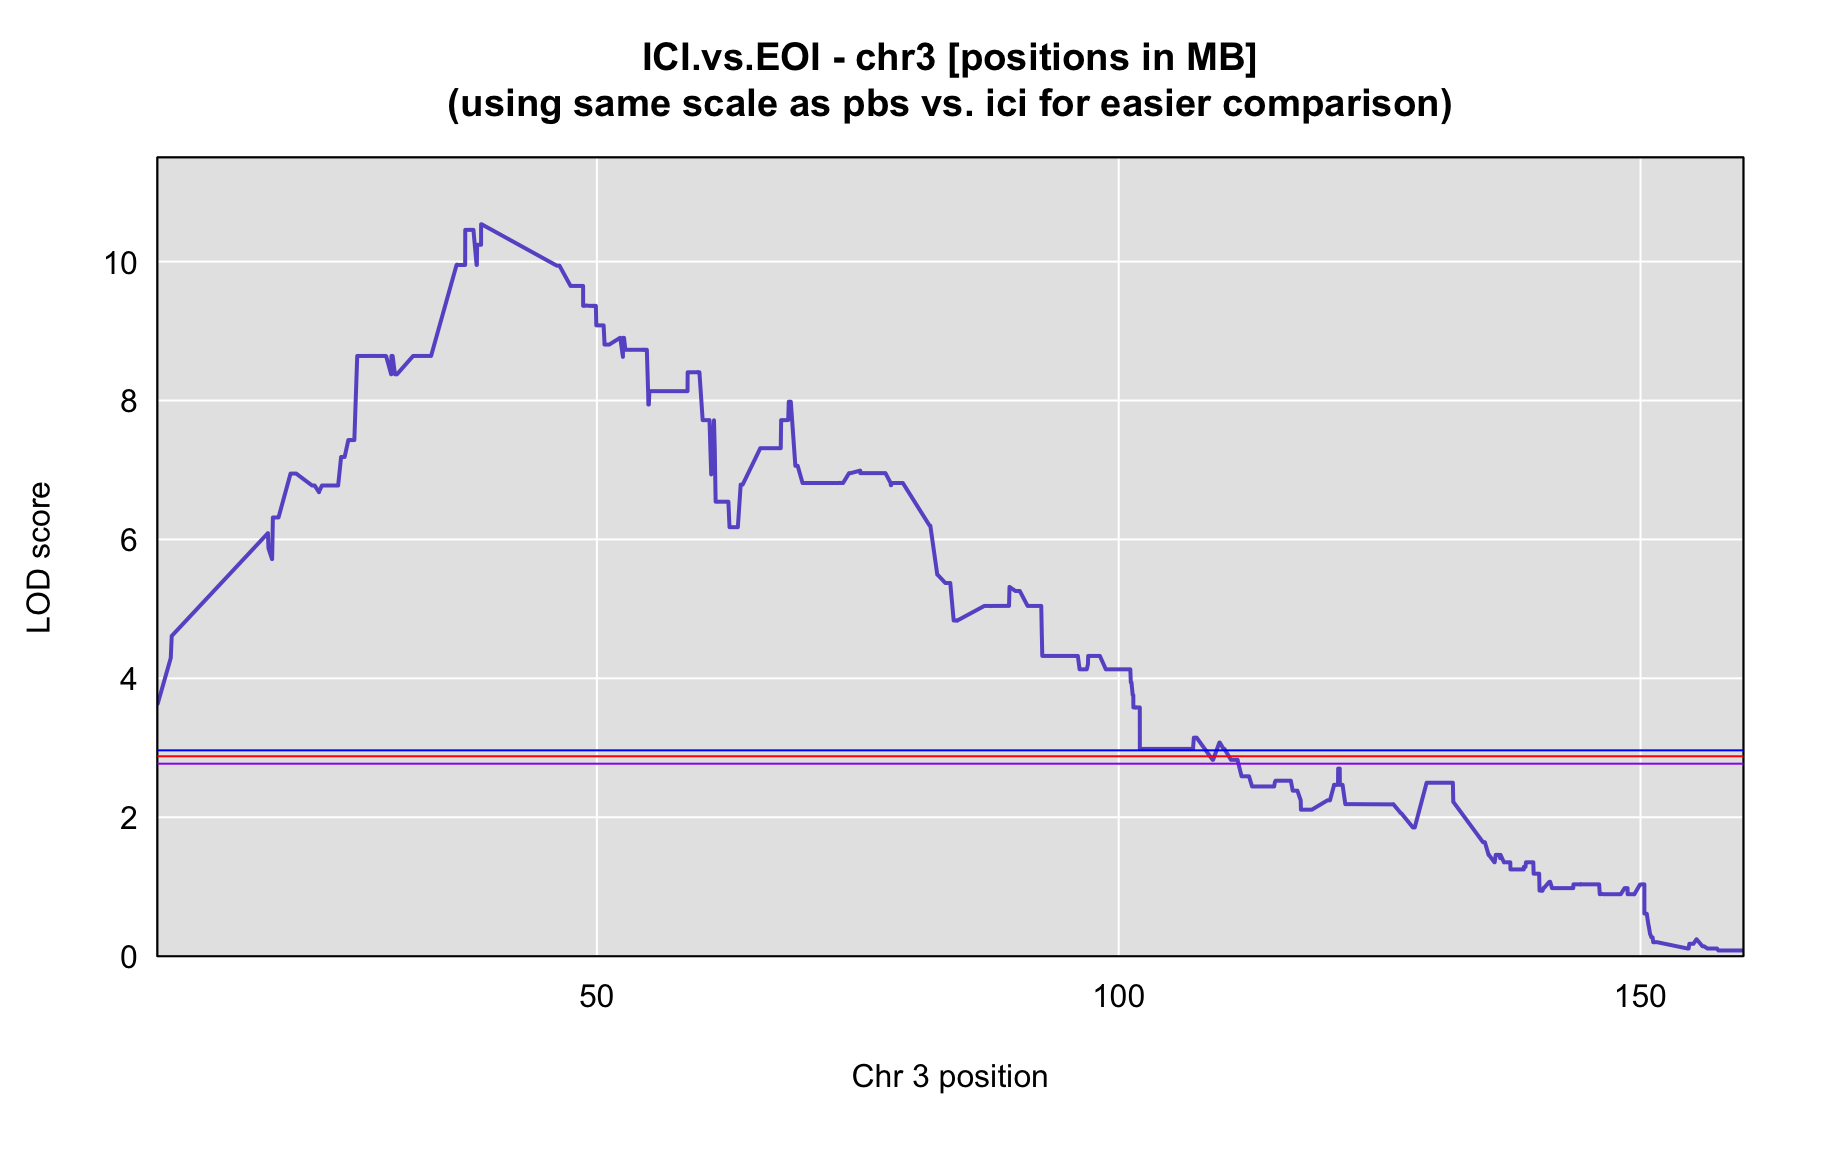 ICI.vs.EOI - chr3 [positions in MB]
(using same scale as pbs vs. ici for easier comparison)
LOD score
10
8
6
4
2
0
50
100
150
Chr 3 position